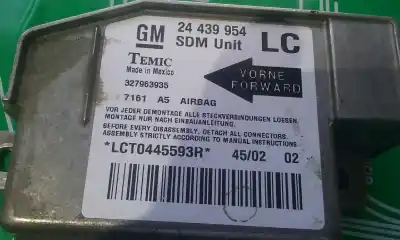 GM 24 439 954 LC
SDM Unit
TEMIC
Made in Mexico
VORNE
FORWARD
327963935
7161 A5 AIRBAG
VOR JEDER DEMONTAGE ALLE STECKVERBINDUNGEN LOESEN.
MONTAGE NUR NACH EINBAUANLEITUNG.
BEFORE EVERY DISASSEMBLY, DETACH ALL CONNECTORS.
ASSEMBLY STRICTLY ACCORDING TO MANUAL INSTRUCTIONS.
*LCT0445593R* 45/02 02